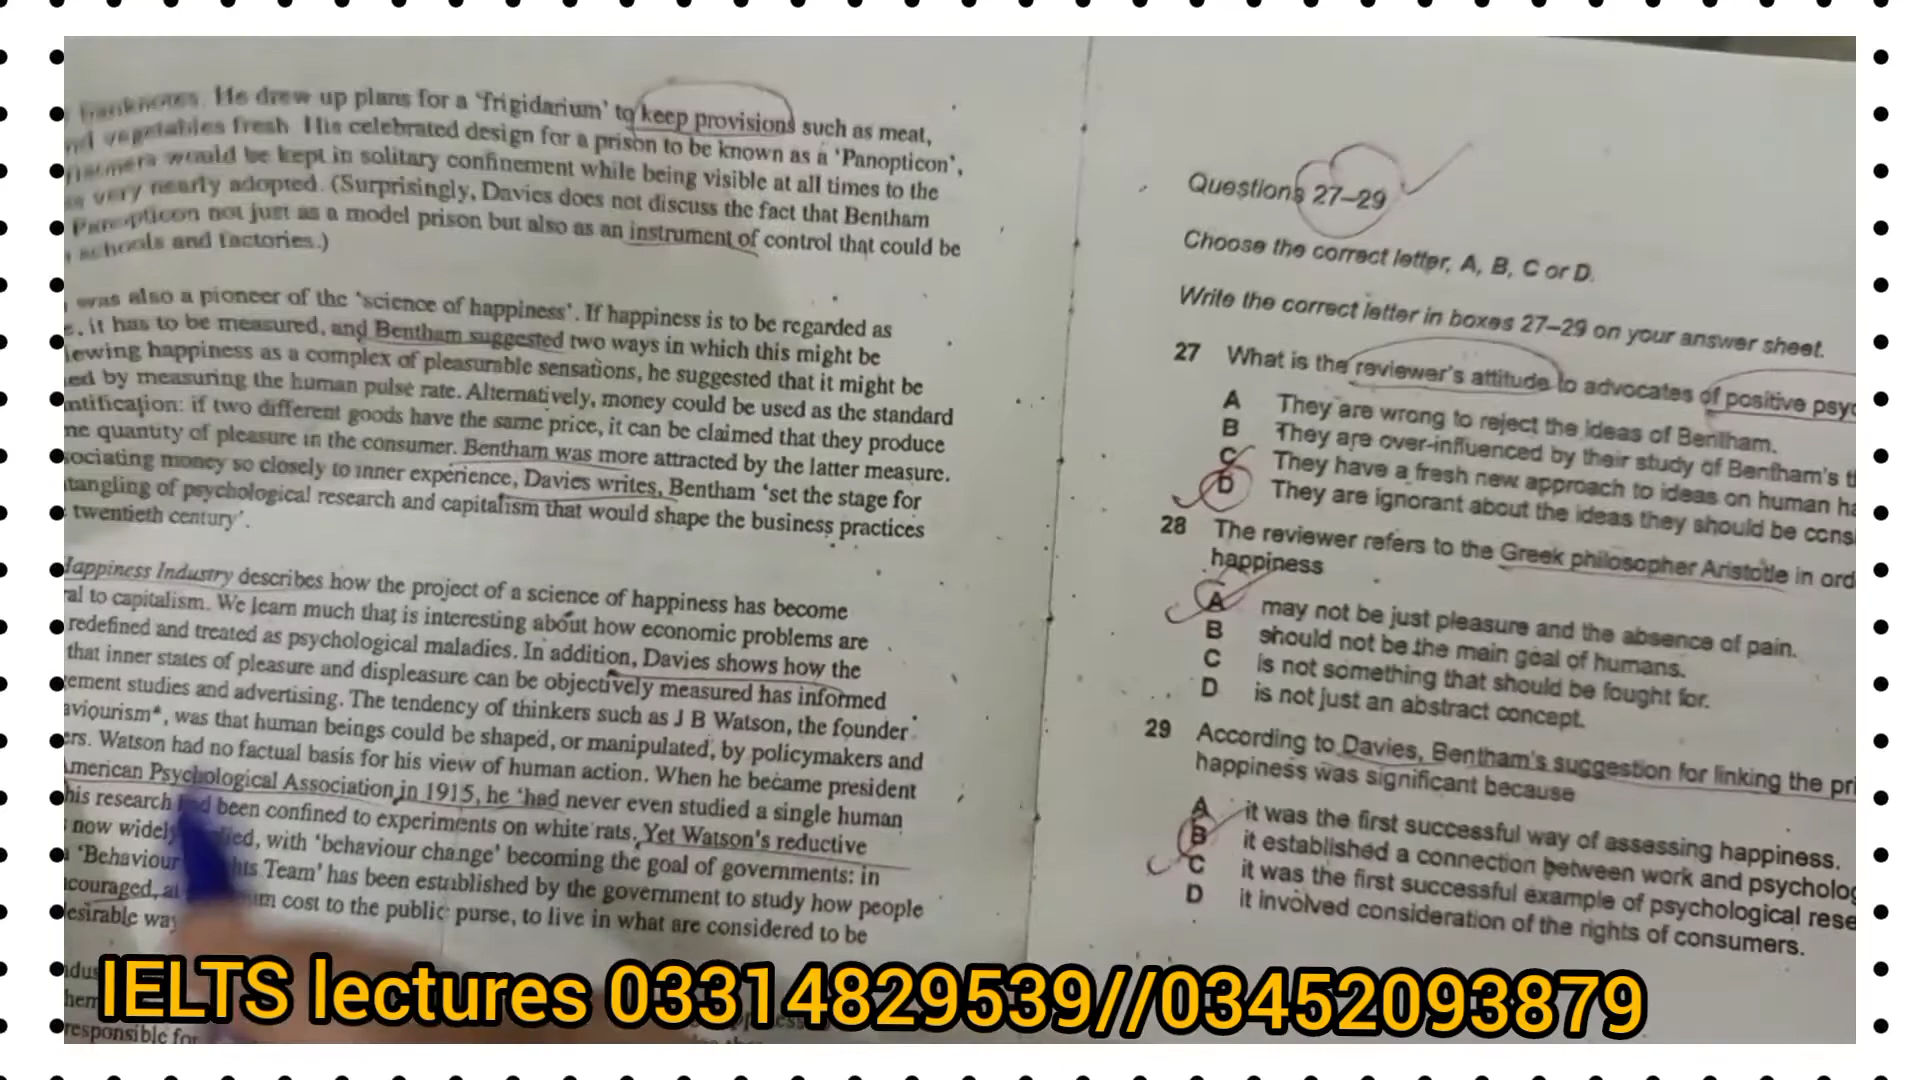 He drew up plans for a 'frigidarium' to keep provisions such as meat,
vegetables fresh. His celebrated design for a prison to be known as a 'Panopticon',
would be kept in solitary confinement while being visible at all times to the
very nearly adopted. (Surprisingly, Davies does not discuss the fact that Bentham
Panopticon not just as a model prison but also as an instrument of control that could be
schools and factories.)
was also a pioneer of the 'science of happiness'. If happiness is to be regarded as
it has to be measured, and Bentham suggested two ways in which this might be
happiness as a complex of pleasurable sensations, he suggested that it might be
by measuring the human pulse rate. Alternatively, money could be used as the standard
if two different goods have the same price, it can be claimed that they produce
quantity of pleasure in the consumer. Bentham was more attracted by the latter measure.
money so closely to inner experience, Davies writes, Bentham 'set the stage for
of psychological research and capitalism that would shape the business practices
twentieth century'.
Happiness Industry describes how the project of a science of happiness has become
to capitalism. We learn much that is interesting about how economic problems are
redefined and treated as psychological maladies. In addition, Davies shows how the
that inner states of pleasure and displeasure can be objectively measured has informed
studies and advertising. The tendency of thinkers such as J B Watson, the founder
was that human beings could be shaped, or manipulated, by policymakers and
Watson had no factual basis for his view of human action. When he became president
American Psychological Association in 1915, he 'had never even studied a single human
his research had been confined to experiments on white rats. Yet Watson's reductive
now widely with 'behaviour change' becoming the goal of governments: in
'Behaviour Team' has been established by the government to study how people
cost to the public purse, to live in what are considered to be
responsible for
Questions 27–29
Choose the correct letter, A, B, C or D.
Write the correct letter in boxes 27–29 on your answer sheet.
27 What is the reviewer's attitude to advocates of positive
A They are wrong to reject the ideas of Bentham.
B They are over-influenced by their study of Bentham's
C They have a fresh new approach to ideas on human
D They are ignorant about the ideas they should be
28 The reviewer refers to the Greek philosopher Aristotle in
happiness
A may not be just pleasure and the absence of pain.
B should not be the main goal of humans.
C is not something that should be fought for.
D is not just an abstract concept.
29 According to Davies, Bentham's suggestion for linking the
happiness was significant because
A it was the first successful way of assessing happiness.
B it established a connection between work and
C it was the first successful example of psychological
D it involved consideration of the rights of consumers.
IELTS lectures 03314829539//03452093879